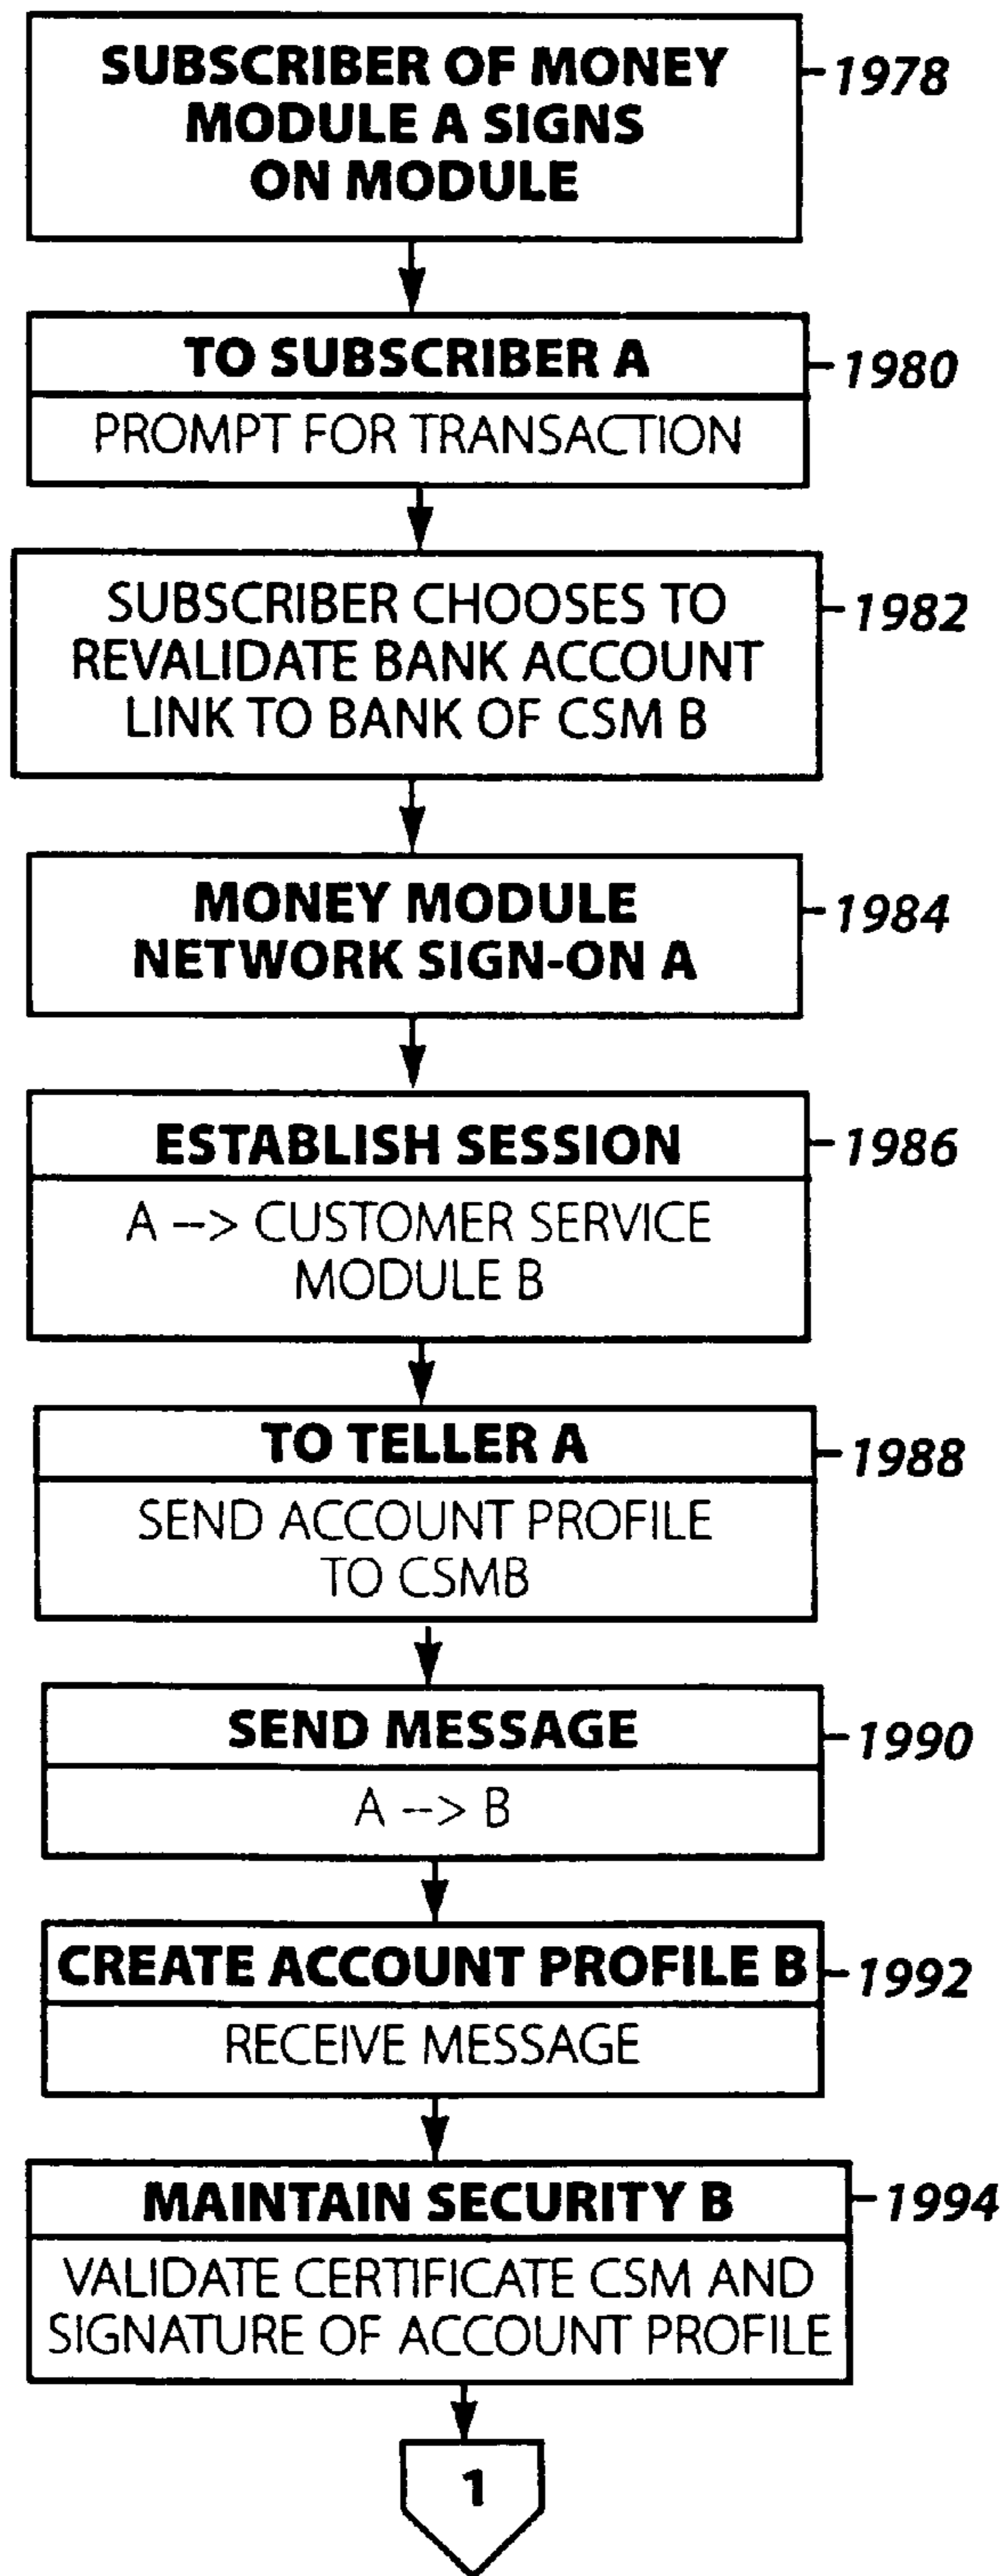 SUBSCRIBER OF MONEY
MODULE A SIGNS
ON MODULE
1978
TO SUBSCRIBER A
1980
PROMPT FOR TRANSACTION
SUBSCRIBER CHOOSES TO
REVALIDATE BANK ACCOUNT
LINK TO BANK OF CSM B
1982
MONEY MODULE
NETWORK SIGN-ON A
1984
ESTABLISH SESSION
1986
A --> CUSTOMER SERVICE
MODULE B
TO TELLER A
1988
SEND ACCOUNT PROFILE
TO CSMB
SEND MESSAGE
1990
A --> B
CREATE ACCOUNT PROFILE B
1992
RECEIVE MESSAGE
MAINTAIN SECURITY B
1994
VALIDATE CERTIFICATE CSM AND
SIGNATURE OF ACCOUNT PROFILE
1